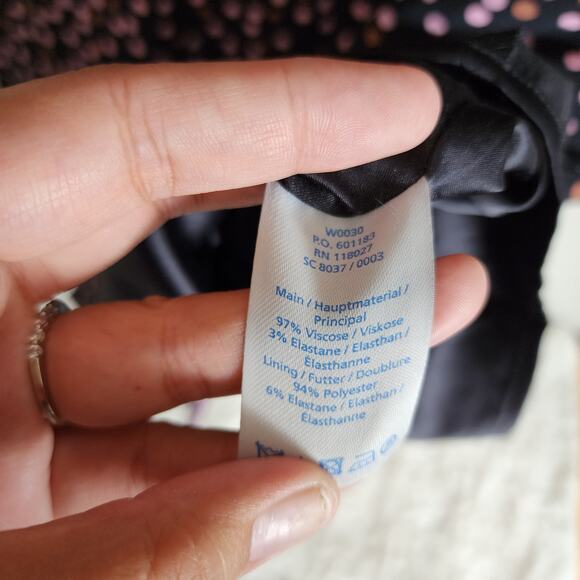 W0030
P.O. 601183
RN 118027
SC 8037 / 0003
Main / Hauptmaterial /
Principal
97% Viscose / Viskose
3% Elastane / Elasthan /
Élasthanne
Lining / Futter / Doublure
94% Polyester
6% Elastane / Elasthan /
Élasthanne